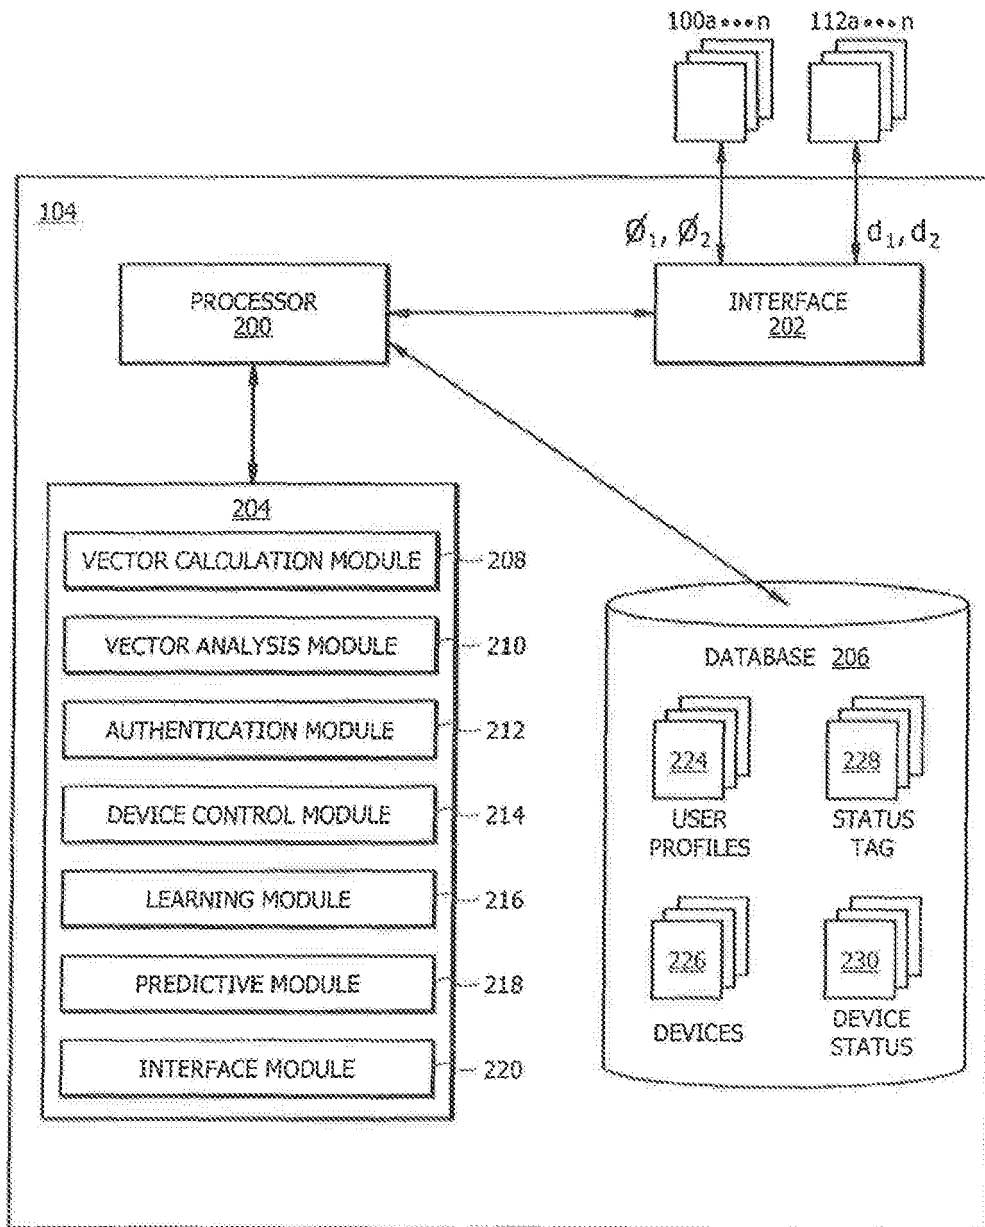 100a•••n 112a•••n
104
Ø₁, Ø₂ d₁, d₂
PROCESSOR
200
INTERFACE
202
204
VECTOR CALCULATION MODULE 208
VECTOR ANALYSIS MODULE 210
AUTHENTICATION MODULE 212
DEVICE CONTROL MODULE 214
LEARNING MODULE 216
PREDICTIVE MODULE 218
INTERFACE MODULE 220
DATABASE 206
224
USER
PROFILES
228
STATUS
TAG
226
DEVICES
230
DEVICE
STATUS